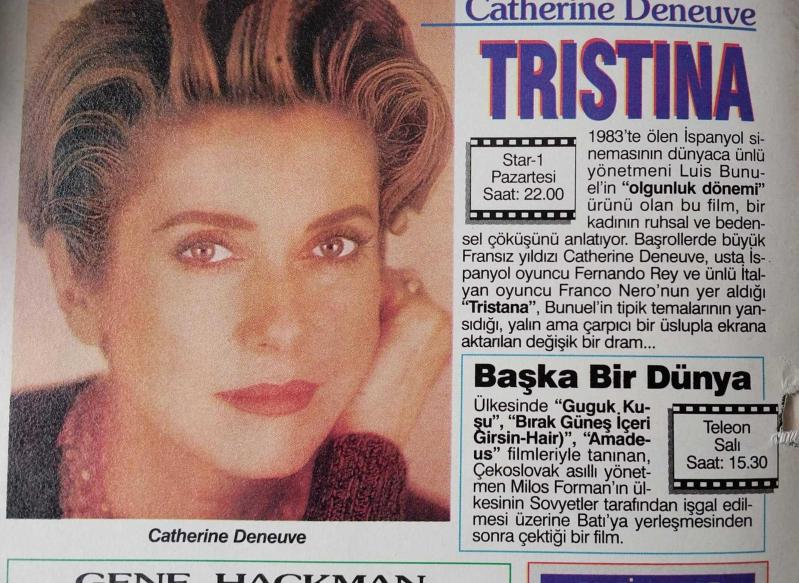 Catherine Deneuve
TRISTINA
Star-1
Pazartesi
Saat: 22.00
1983'te ölen İspanyol si-
nemasının dünyaca ünlü
yönetmeni Luis Bunu-
el'in “olgunluk dönemi”
ürünü olan bu film, bir
kadının ruhsal ve beden-
sel çöküşünü anlatıyor. Başrollerde büyük
Fransız yıldızı Catherine Deneuve, usta İs-
panyol oyuncu Fernando Rey ve ünlü İtal-
yan oyuncu Franco Nero'nun yer aldığı
“Tristana”, Bunuel'in tipik temalarının yan-
sıdığı, yalın ama çarpıcı bir üslupla ekrana
aktarılan değişik bir dram...
Catherine Deneuve
Başka Bir Dünya
Ülkesinde “Guguk Ku-
şu”, “Bırak Güneş İçeri
Girsin-Hair)”, “Amade-
us” filmleriyle tanınan,
Çekoslovak asıllı yönet-
men Milos Forman'ın ül-
kesinin Sovyetler tarafından işgal edil-
mesi üzerine Batı'ya yerleşmesinden
sonra çektiği bir film.
Teleon
Salı
Saat: 15.30
GENE HACKMAN